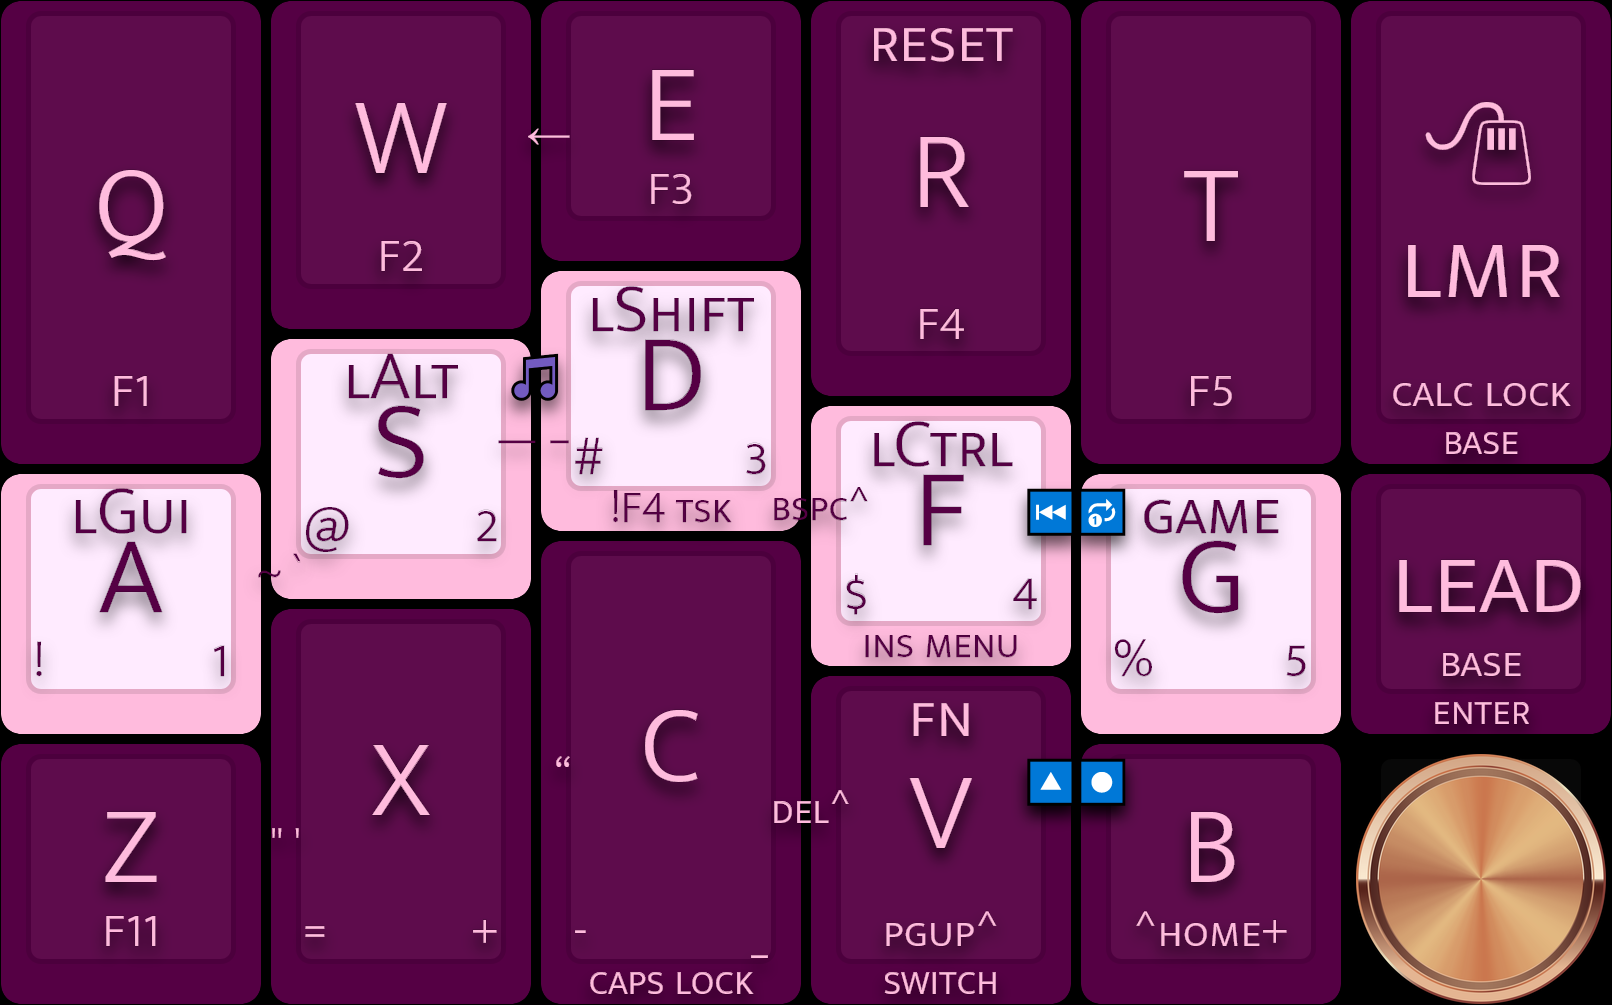 Q
F1
W
F2
←
E
F3
RESET
R
F4
T
F5
LMR
CALC LOCK
BASE
LGUI
A
!
1
~ `
LALT
S
@
2
— –
LSHIFT
D
#
3
!F4 TSK
BSPC^
LCTRL
F
$
4
INS MENU
1
GAME
G
%
5
LEAD
BASE
ENTER
Z
F11
" '
X
=
+
“
C
-
_
CAPS LOCK
DEL^
FN
V
PGUP^
SWITCH
B
^HOME+